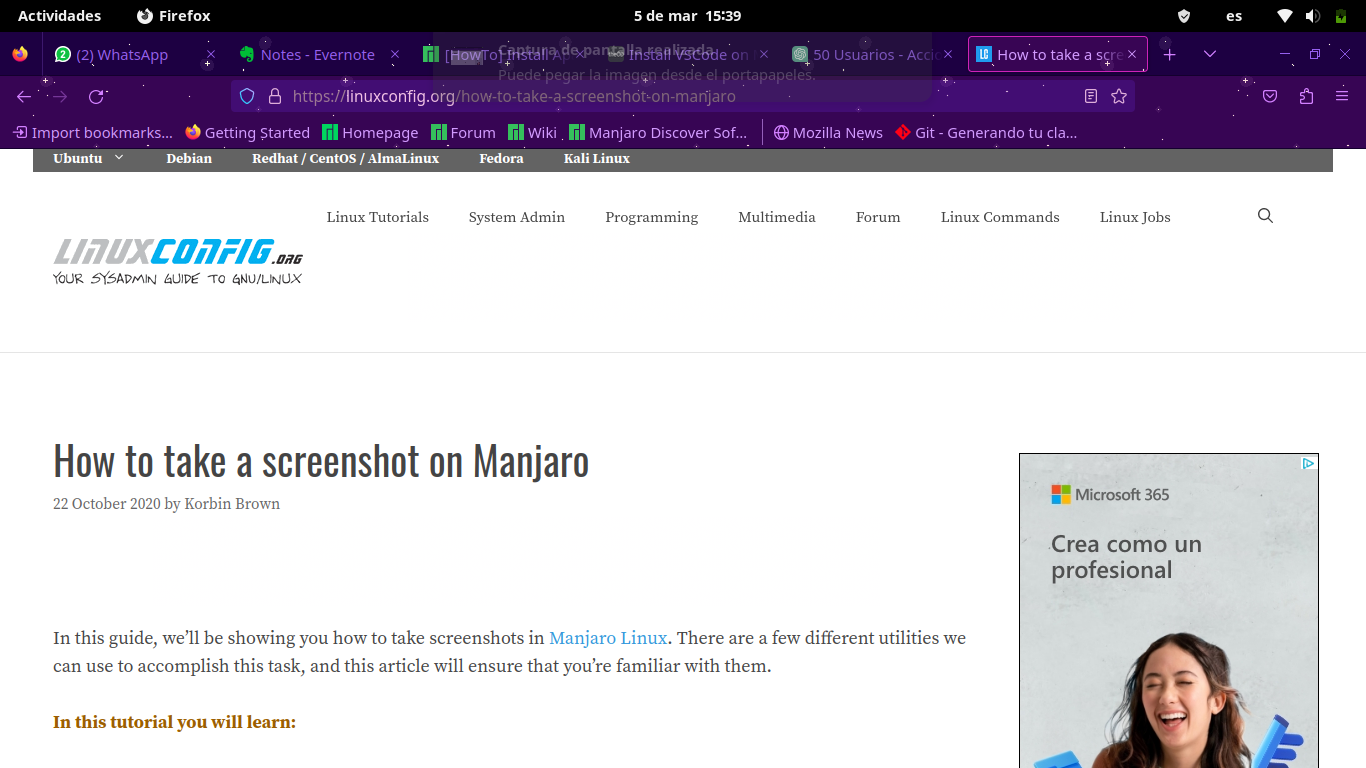 Actividades Firefox 5 de mar 15:39 es
(2) WhatsApp Notes - Evernote [HowTo] Install Ap Install VSCode on 50 Usuarios - Accio How to take a scre
Captura de pantalla realizada
Puede pegar la imagen desde el portapapeles.
https://linuxconfig.org/how-to-take-a-screenshot-on-manjaro
Import bookmarks... Getting Started Homepage Forum Wiki Manjaro Discover Sof... Mozilla News Git - Generando tu cla...
Ubuntu Debian Redhat / CentOS / AlmaLinux Fedora Kali Linux
Linux Tutorials System Admin Programming Multimedia Forum Linux Commands Linux Jobs
LINUXCONFIG.ORG
YOUR SYSADMIN GUIDE TO GNU/LINUX
How to take a screenshot on Manjaro
22 October 2020 by Korbin Brown
In this guide, we’ll be showing you how to take screenshots in Manjaro Linux. There are a few different utilities we
can use to accomplish this task, and this article will ensure that you’re familiar with them.
In this tutorial you will learn:
Microsoft 365
Crea como un
profesional